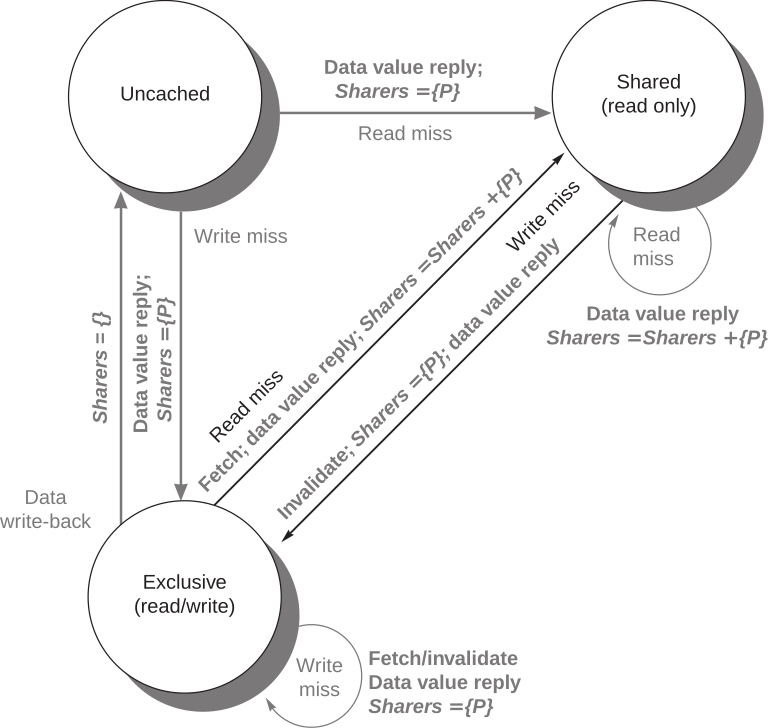 Uncached
Data value reply;
Sharers ={P}
Read miss
Shared
(read only)
Write miss
Read
miss
Data value reply
Sharers =Sharers +{P}
Write miss
Fetch; data value reply; Sharers =Sharers +{P}
Read miss
Invalidate; Sharers ={P}; data value reply
Sharers = {}
Data value reply;
Sharers ={P}
Data
write-back
Exclusive
(read/write)
Write
miss
Fetch/invalidate
Data value reply
Sharers ={P}